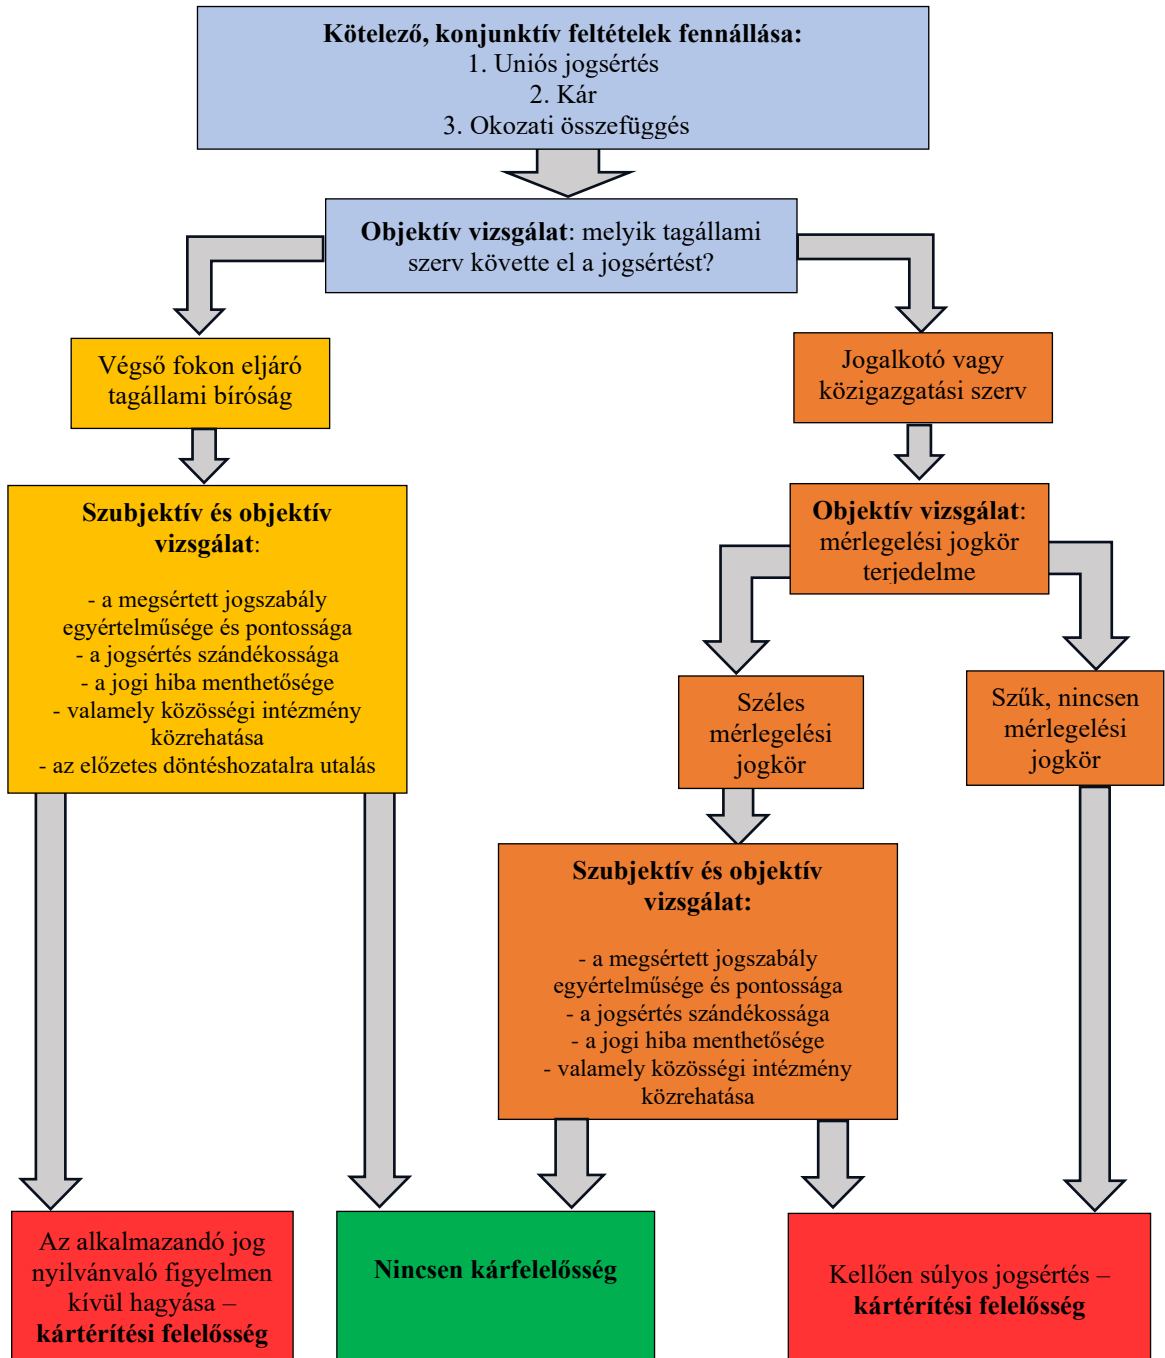 Kötelező, konjunktív feltételek fennállása:
1. Uniós jogsértés
2. Kár
3. Okozati összefüggés
Objektív vizsgálat: melyik tagállami
szerv követte el a jogsértést?
Végső fokon eljáró
tagállami bíróság
Jogalkotó vagy
közigazgatási szerv
Szubjektív és objektív
vizsgálat:
- a megsértett jogszabály
egyértelműsége és pontossága
- a jogsértés szándékossága
- a jogi hiba menthetősége
- valamely közösségi intézmény
közrehatása
- az előzetes döntéshozatalra utalás
Objektív vizsgálat:
mérlegelési jogkör
terjedelme
Széles
mérlegelési
jogkör
Szűk, nincsen
mérlegelési
jogkör
Szubjektív és objektív
vizsgálat:
- a megsértett jogszabály
egyértelműsége és pontossága
- a jogsértés szándékossága
- a jogi hiba menthetősége
- valamely közösségi intézmény
közrehatása
Az alkalmazandó jog
nyilvánvaló figyelmen
kívül hagyása –
kártérítési felelősség
Nincsen kárfelelősség
Kellően súlyos jogsértés –
kártérítési felelősség